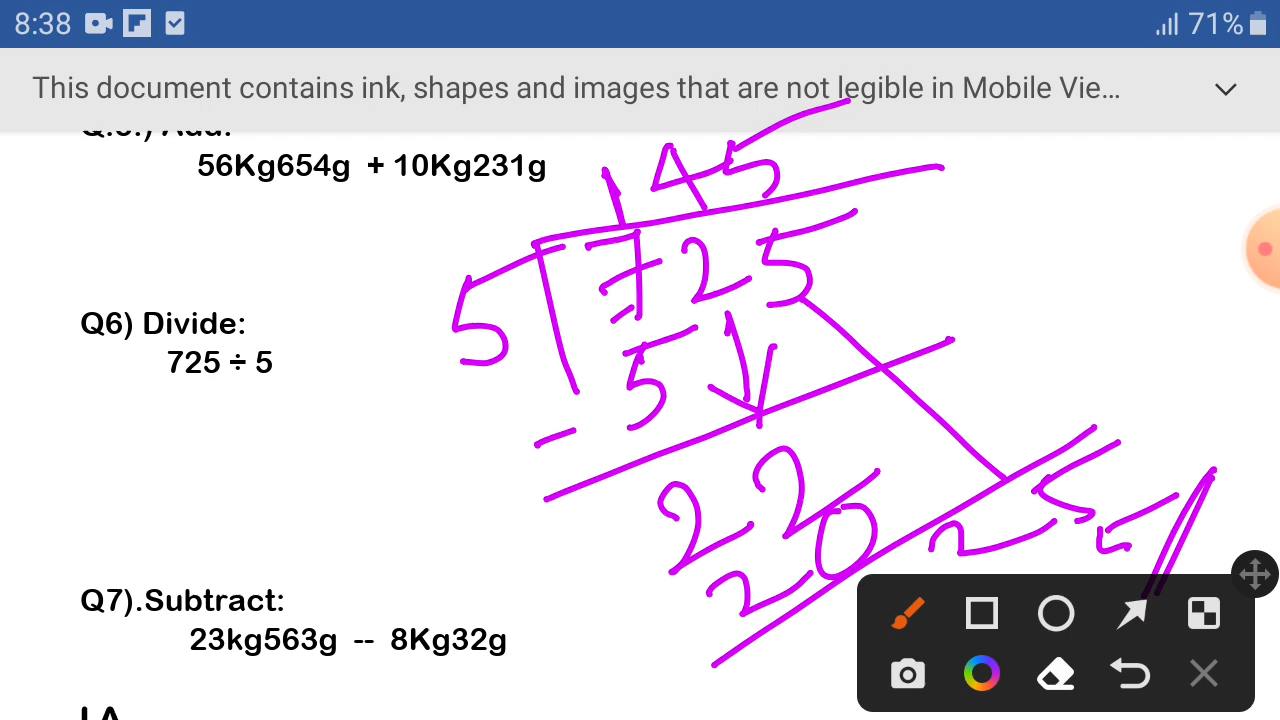 8:38 71%
This document contains ink, shapes and images that are not legible in Mobile Vie...
56Kg654g + 10Kg231g
145
5 725
- 5
22
20
25
Q6) Divide:
725 ÷ 5
Q7).Subtract:
23kg563g -- 8Kg32g